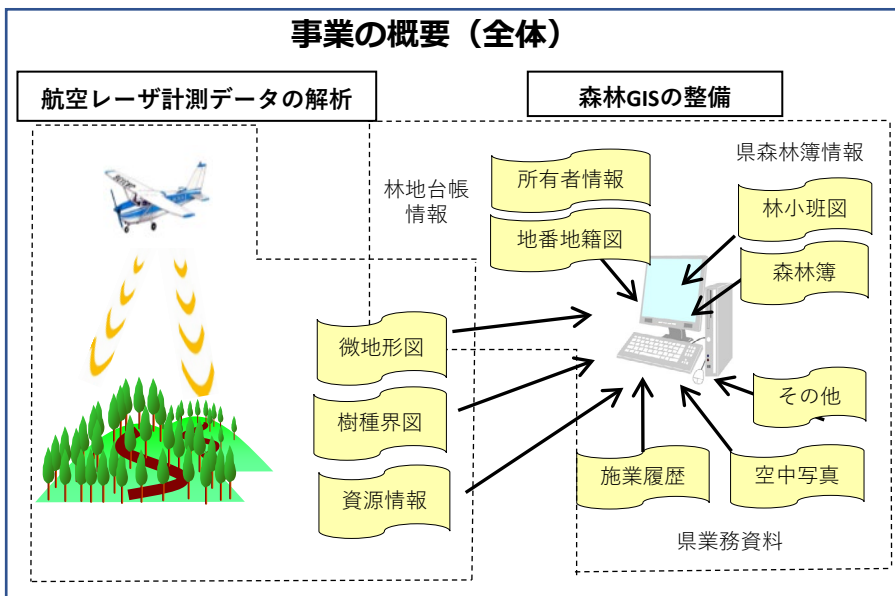 事業の概要（全体）
航空レーザ計測データの解析
森林GISの整備
林地台帳
情報
所有者情報
地番地籍図
県森林簿情報
林小班図
森林簿
微地形図
樹種界図
資源情報
その他
施業履歴
空中写真
県業務資料